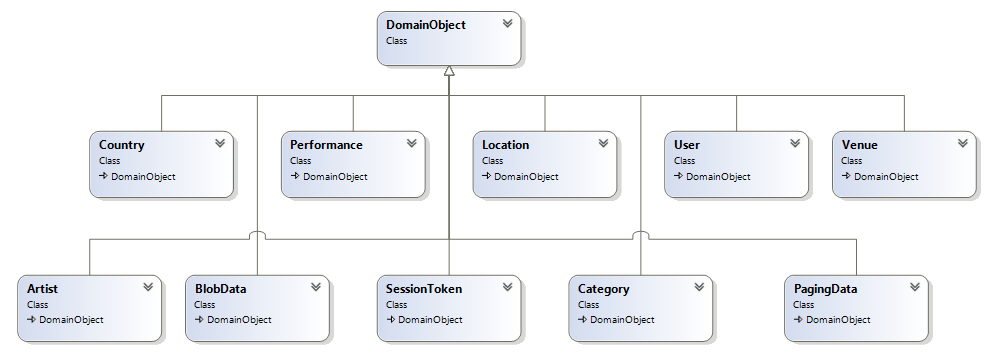 DomainObject
Class
Country
Class
DomainObject
Performance
Class
DomainObject
Location
Class
DomainObject
User
Class
DomainObject
Venue
Class
DomainObject
Artist
Class
DomainObject
BlobData
Class
DomainObject
SessionToken
Class
DomainObject
Category
Class
DomainObject
PagingData
Class
DomainObject